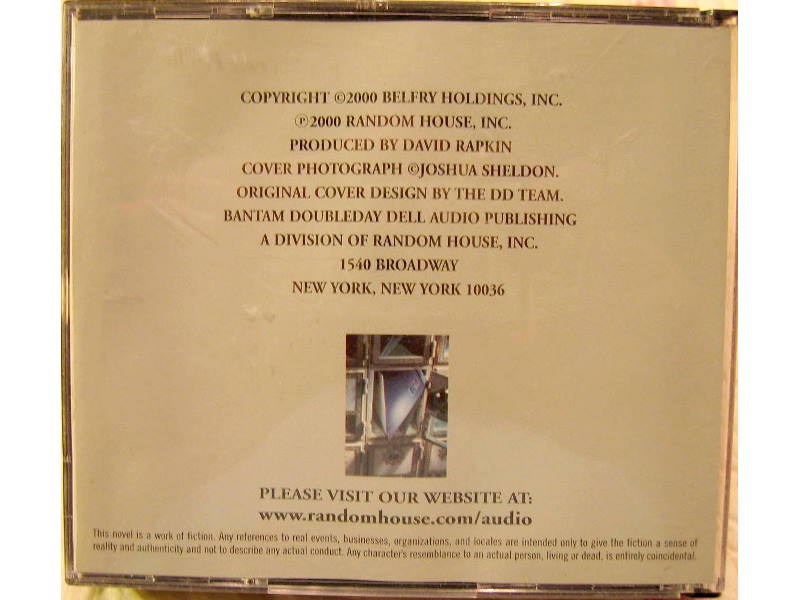 COPYRIGHT ©2000 BELFRY HOLDINGS, INC.
℗2000 RANDOM HOUSE, INC.
PRODUCED BY DAVID RAPKIN
COVER PHOTOGRAPH ©JOSHUA SHELDON.
ORIGINAL COVER DESIGN BY THE DD TEAM.
BANTAM DOUBLEDAY DELL AUDIO PUBLISHING
A DIVISION OF RANDOM HOUSE, INC.
1540 BROADWAY
NEW YORK, NEW YORK 10036
PLEASE VISIT OUR WEBSITE AT:
www.randomhouse.com/audio
This novel is a work of fiction. Any references to real events, businesses, organizations, and locales are intended only to give the fiction a sense of
reality and authenticity and not to describe any actual conduct. Any character's resemblance to an actual person, living or dead, is entirely coincidental.